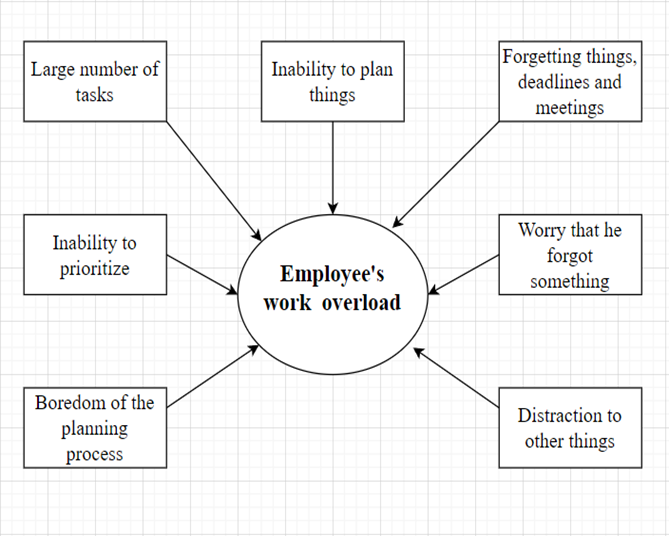 Large number of
tasks
Inability to plan
things
Forgetting things,
deadlines and
meetings
Inability to
prioritize
Employee's
work overload
Worry that he
forgot
something
Boredom of the
planning
process
Distraction to
other things